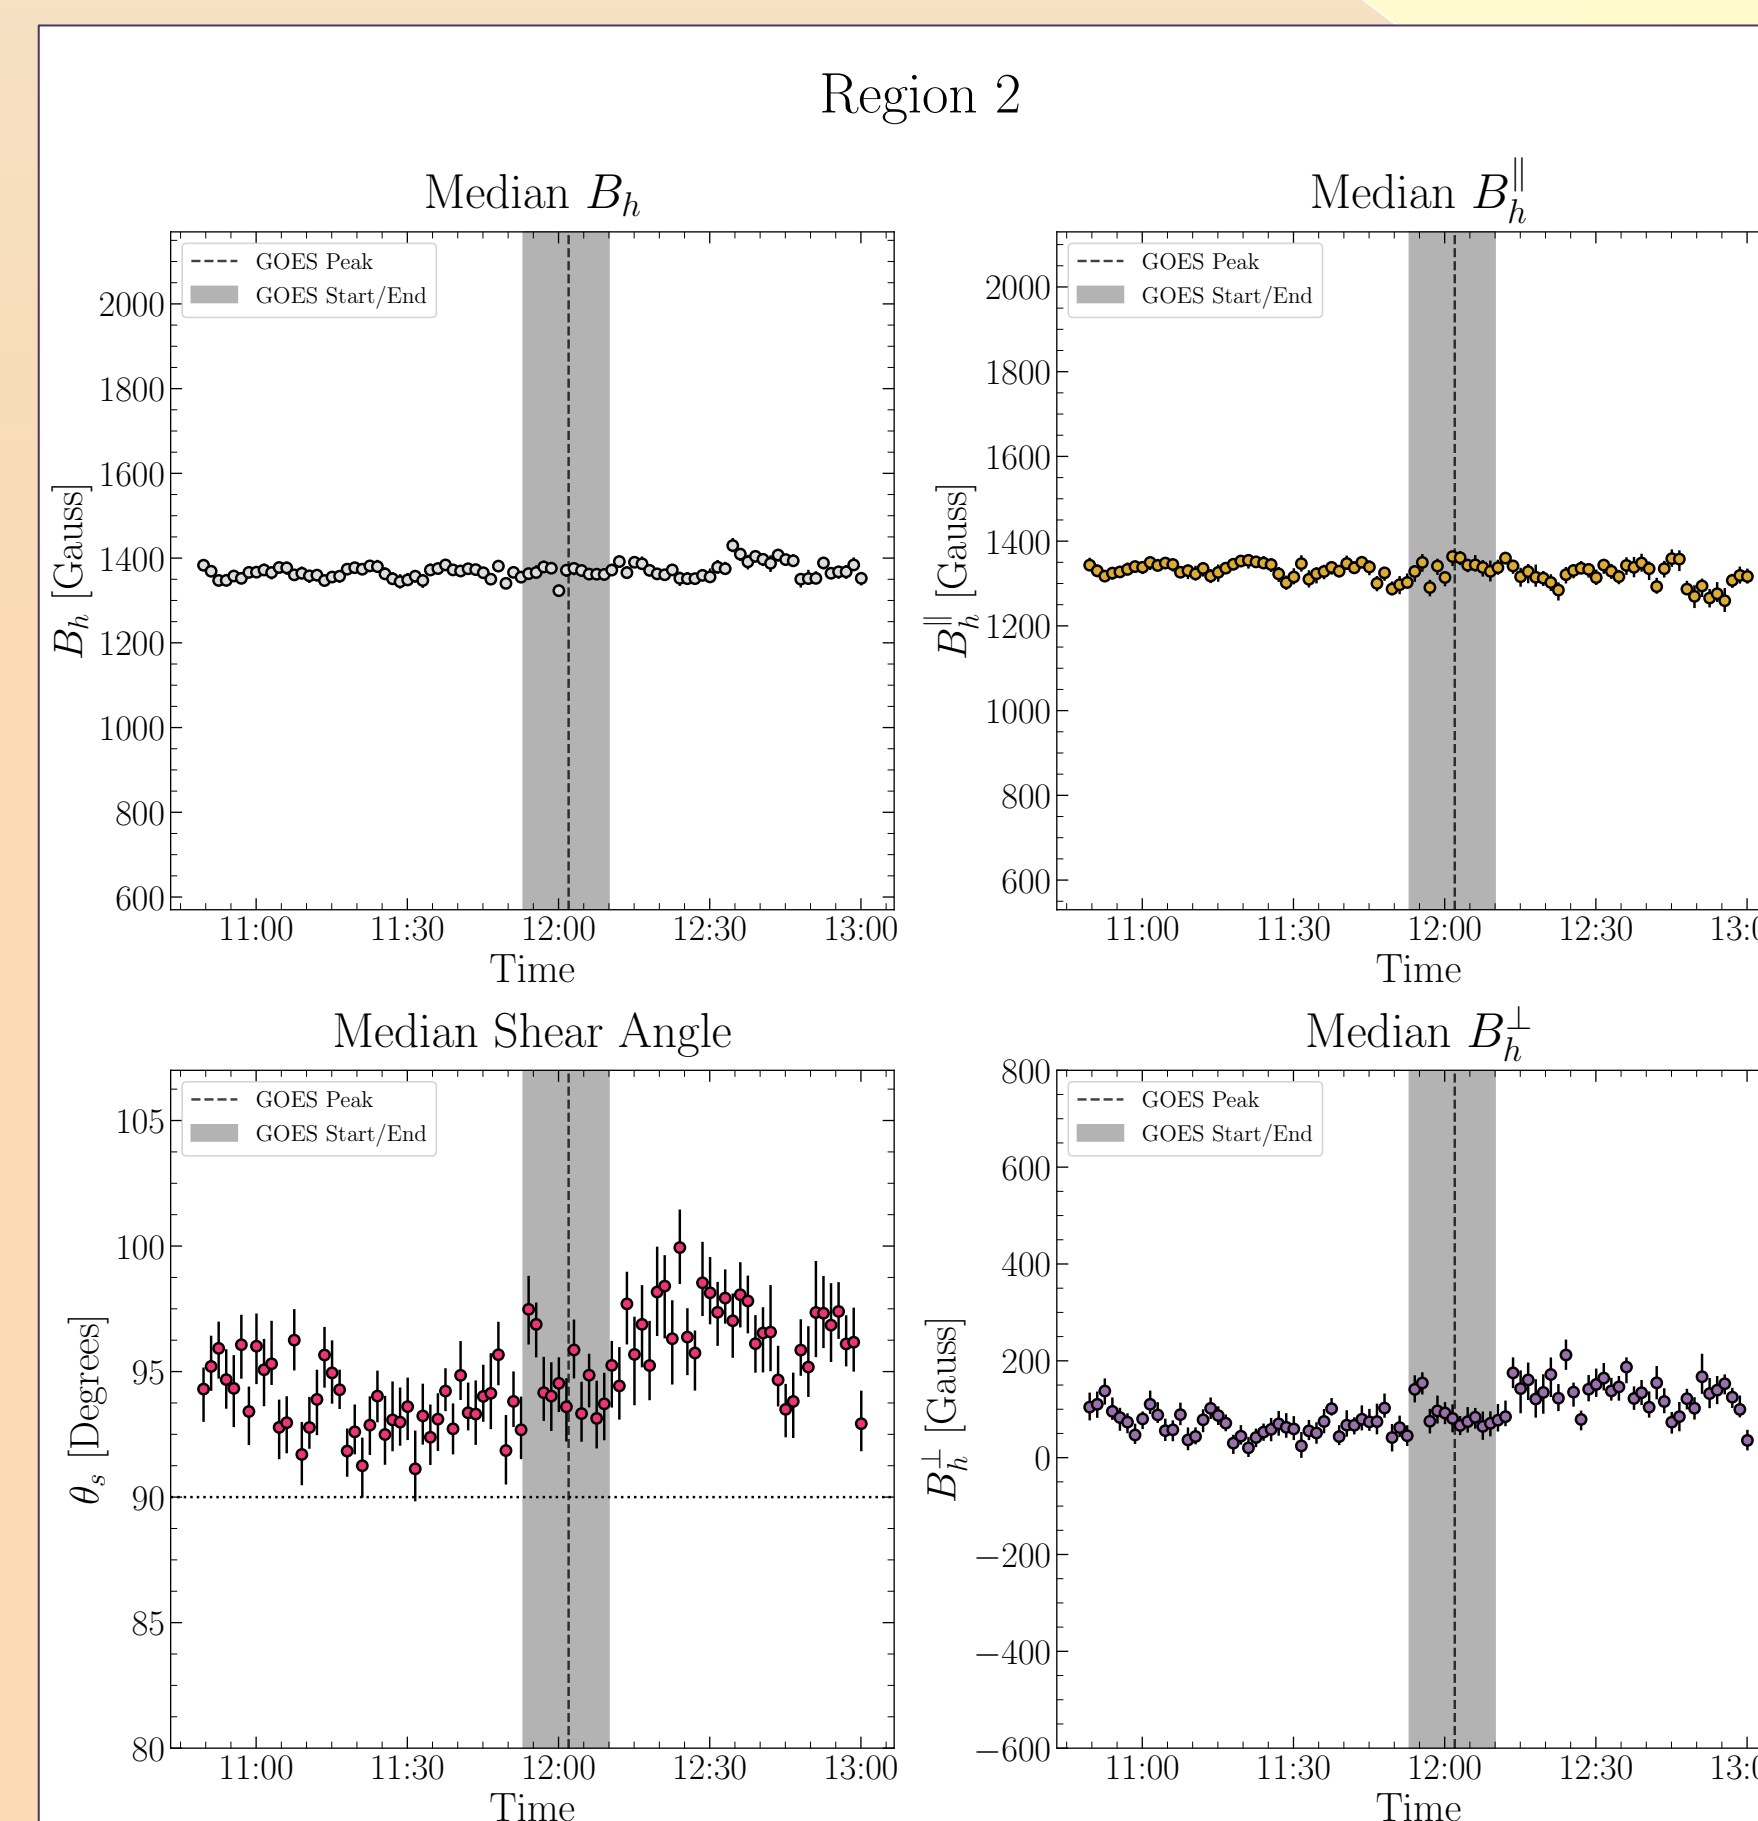 Region 2
Median B_h
GOES Peak
GOES Start/End
2000
1800
1600
1400
1200
1000
800
600
B_h [Gauss]
11:00 11:30 12:00 12:30 13:00
Time
Median B_h^∥
GOES Peak
GOES Start/End
2000
1800
1600
1400
1200
1000
800
600
B_h^∥ [Gauss]
11:00 11:30 12:00 12:30 13:0
Time
Median Shear Angle
GOES Peak
GOES Start/End
105
100
95
90
85
80
θ_s [Degrees]
11:00 11:30 12:00 12:30 13:00
Time
Median B_h^⊥
GOES Peak
GOES Start/End
800
600
400
200
0
−200
−400
−600
B_h^⊥ [Gauss]
11:00 11:30 12:00 12:30 13:0
Time